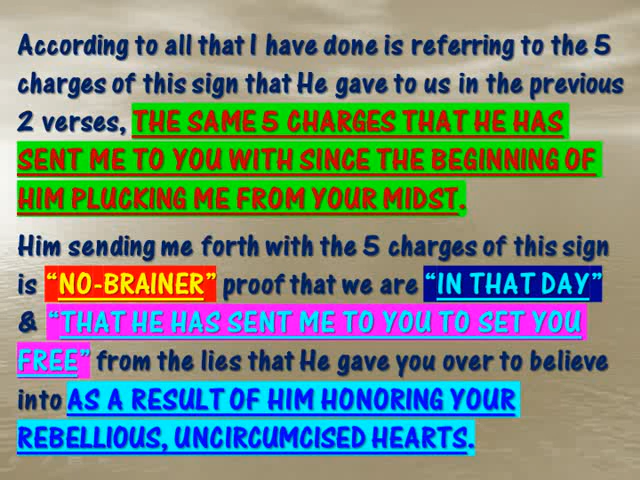 According to all that I have done is referring to the 5
charges of this sign that He gave to us in the previous
2 verses, THE SAME 5 CHARGES THAT HE HAS
SENT ME TO YOU WITH SINCE THE BEGINNING OF
HIM PLUCKING ME FROM YOUR MIDST.
Him sending me forth with the 5 charges of this sign
is “NO-BRAINER” proof that we are “IN THAT DAY”
& “THAT HE HAS SENT ME TO YOU TO SET YOU
FREE” from the lies that He gave you over to believe
into AS A RESULT OF HIM HONORING YOUR
REBELLIOUS, UNCIRCUMCISED HEARTS.